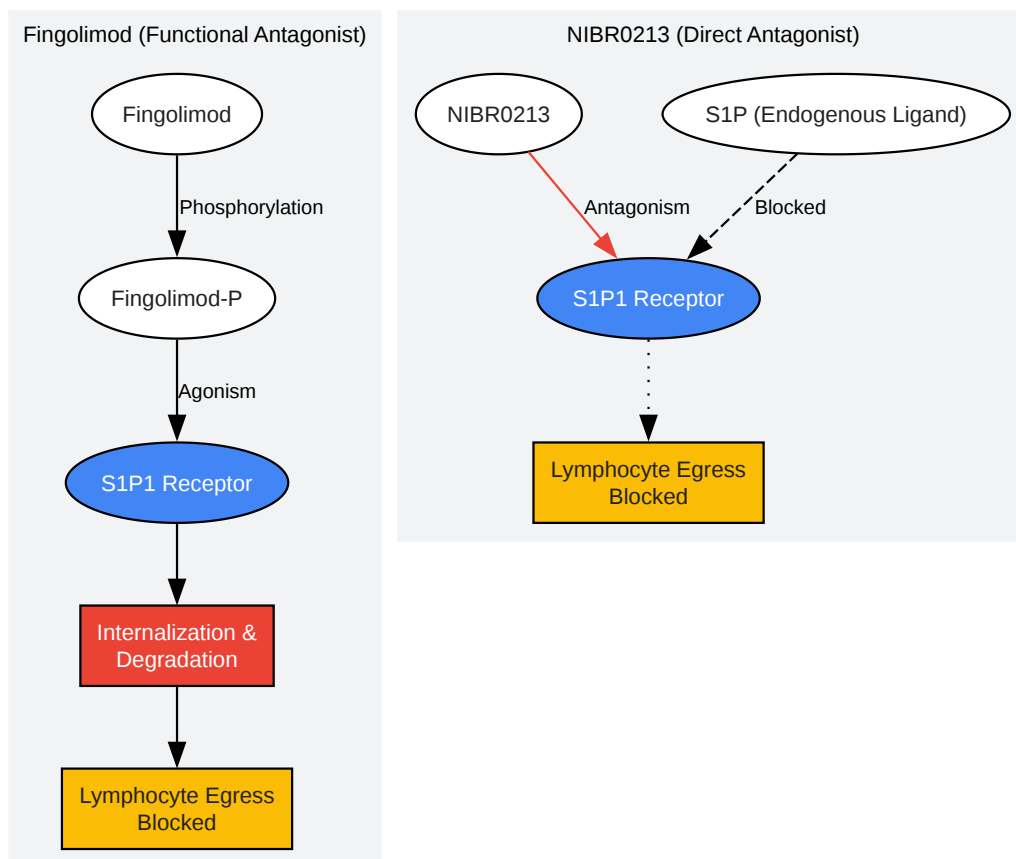 Fingolimod (Functional Antagonist)
Fingolimod
Phosphorylation
Fingolimod-P
Agonism
S1P1 Receptor
Internalization &
Degradation
Lymphocyte Egress
Blocked
NIBR0213 (Direct Antagonist)
NIBR0213
S1P (Endogenous Ligand)
Antagonism
Blocked
S1P1 Receptor
Lymphocyte Egress
Blocked